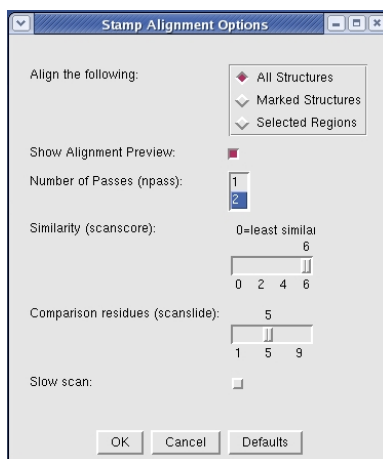 Stamp Alignment Options
Align the following:
All Structures
Marked Structures
Selected Regions
Show Alignment Preview:
Number of Passes (npass):
1
2
Similarity (scanscore):
0=least similar
6
0 2 4 6
Comparison residues (scanslide):
5
1 5 9
Slow scan:
OK Cancel Defaults